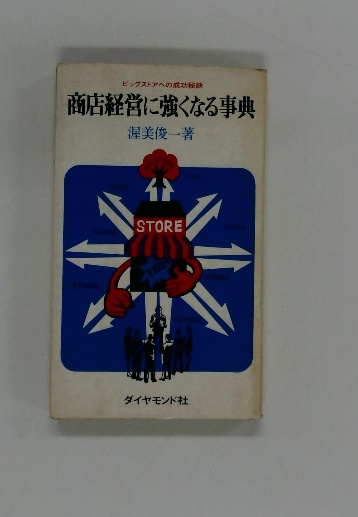 ビッグストアへの成功秘訣
商店経営に強くなる事典
渥美俊一著
STORE
ダイヤモンド社